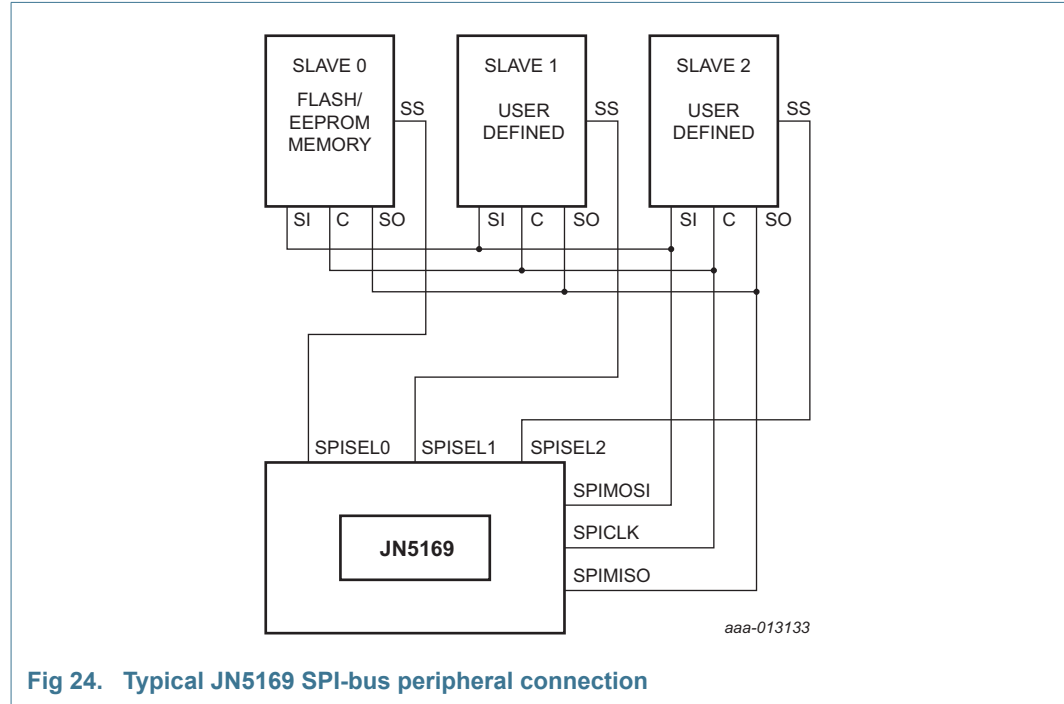 SLAVE 0
FLASH/
EEPROM
MEMORY
SS
SI
C
SO
SLAVE 1
USER
DEFINED
SS
SI
C
SO
SLAVE 2
USER
DEFINED
SS
SI
C
SO
SPISEL0
SPISEL1
SPISEL2
SPIMOSI
SPICLK
SPIMISO
JN5169
aaa-013133
Fig 24. Typical JN5169 SPI-bus peripheral connection